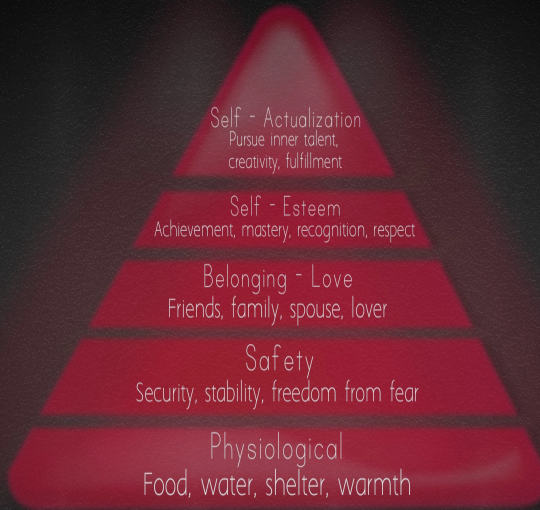 Self - Actualization
Pursue inner talent,
creativity, fulfillment
Self - Esteem
Achievement, mastery, recognition, respect
Belonging - Love
Friends, family, spouse, lover
Safety
Security, stability, freedom from fear
Physiological
Food, water, shelter, warmth